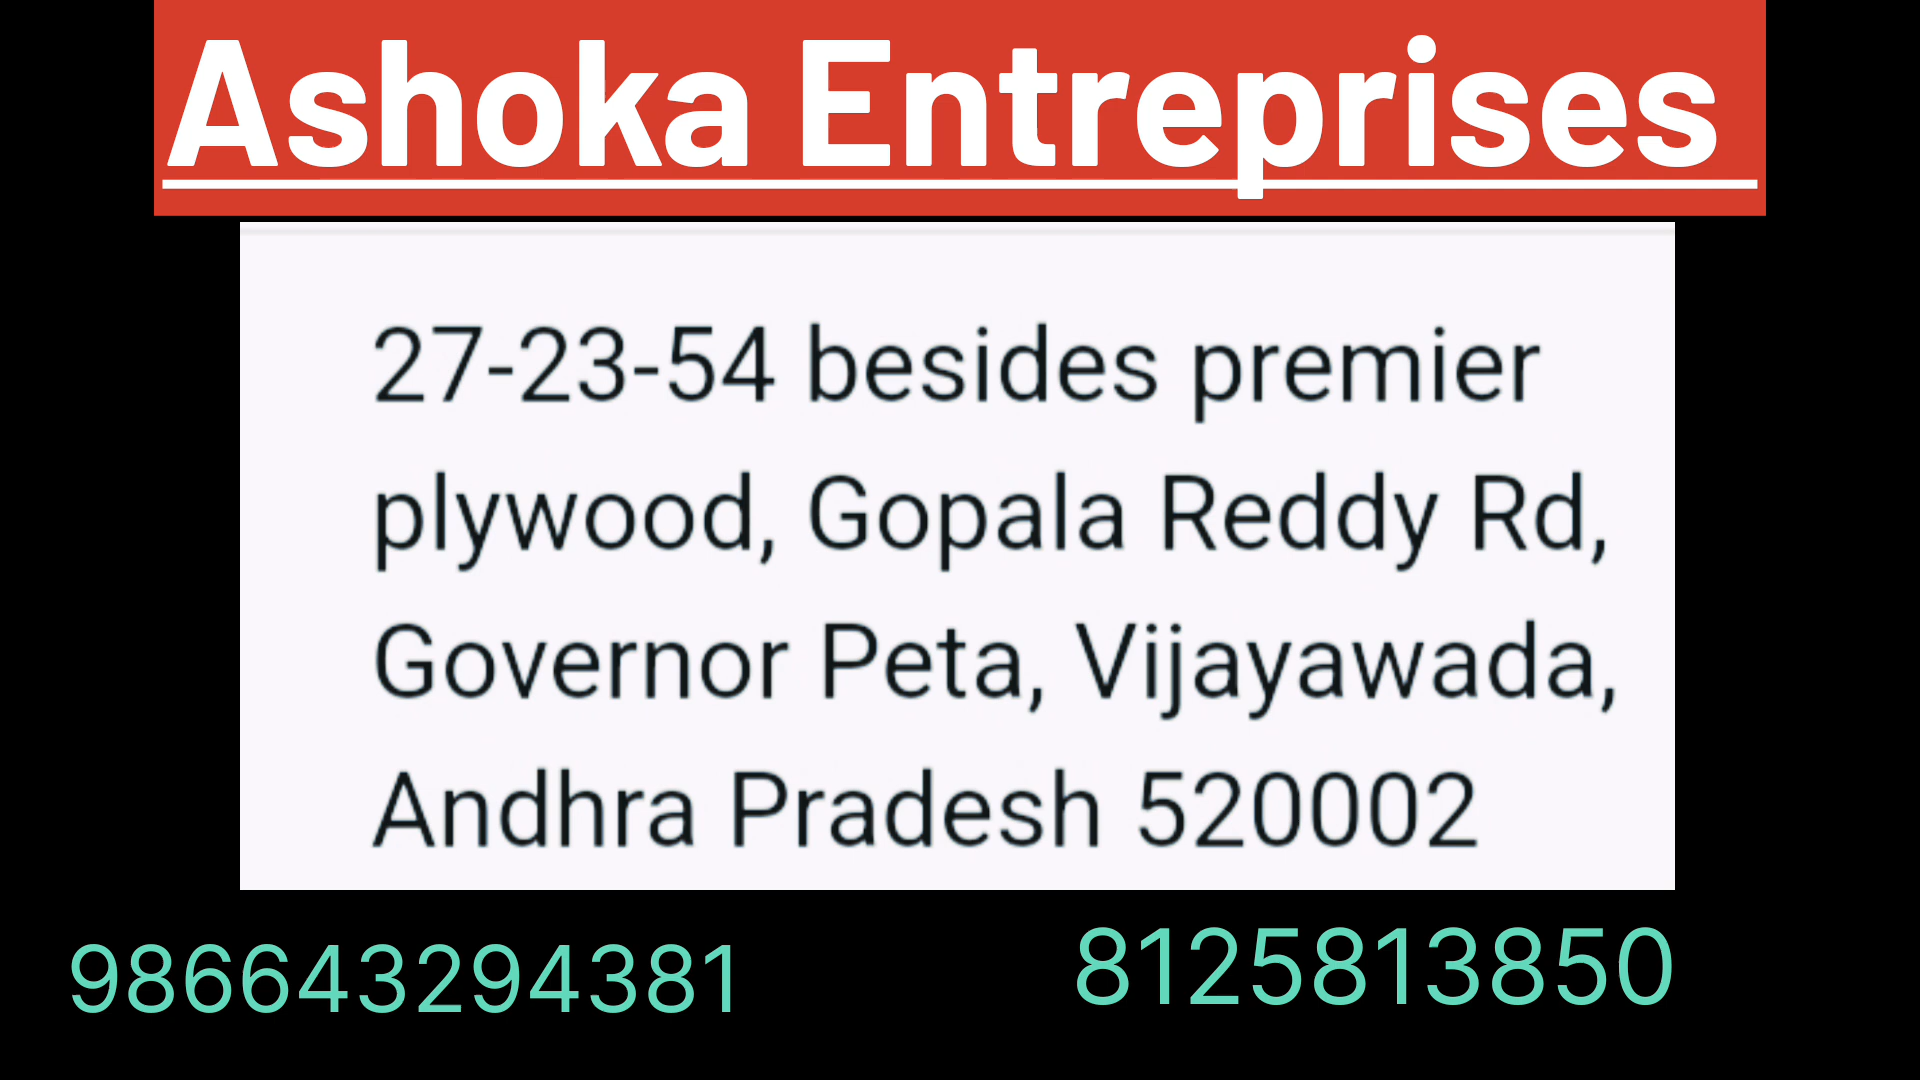 Ashoka Entreprises
27-23-54 besides premier
plywood, Gopala Reddy Rd,
Governor Peta, Vijayawada,
Andhra Pradesh 520002
986643294381
8125813850